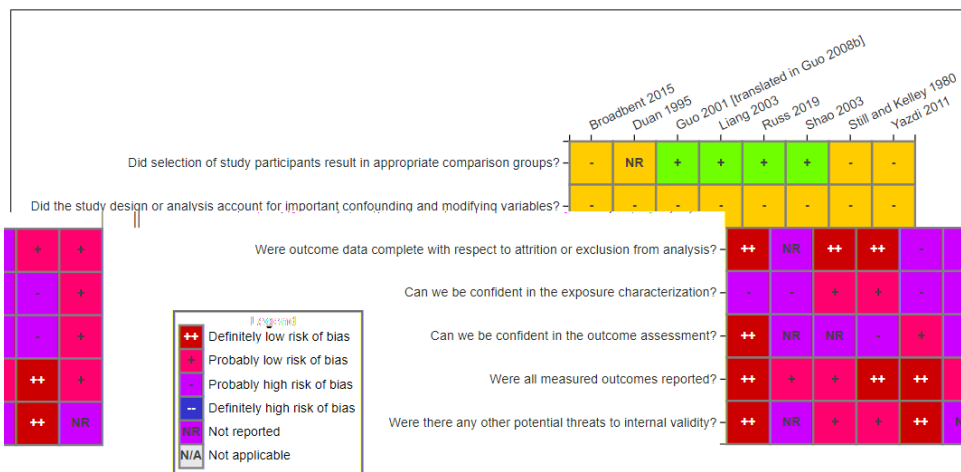 Broadbent 2015
Duan 1995
Guo 2001 [translated in Guo 2008b]
Liang 2003
Russ 2019
Shao 2003
Still and Kelley 1980
Yazdi 2011
Did selection of study participants result in appropriate comparison groups? - NR + + + + - -
Did the study design or analysis account for important confounding and modifying variables? - - - - - - - -
+ + Were outcome data complete with respect to attrition or exclusion from analysis? ++ NR ++ ++ -
- + Can we be confident in the exposure characterization? - - + + -
- + Can we be confident in the outcome assessment? ++ NR NR - +
++ + Were all measured outcomes reported? ++ + + ++ ++
++ NR Were there any other potential threats to internal validity? ++ NR + + ++
Legend
++ Definitely low risk of bias
+ Probably low risk of bias
- Probably high risk of bias
-- Definitely high risk of bias
NR Not reported
N/A Not applicable